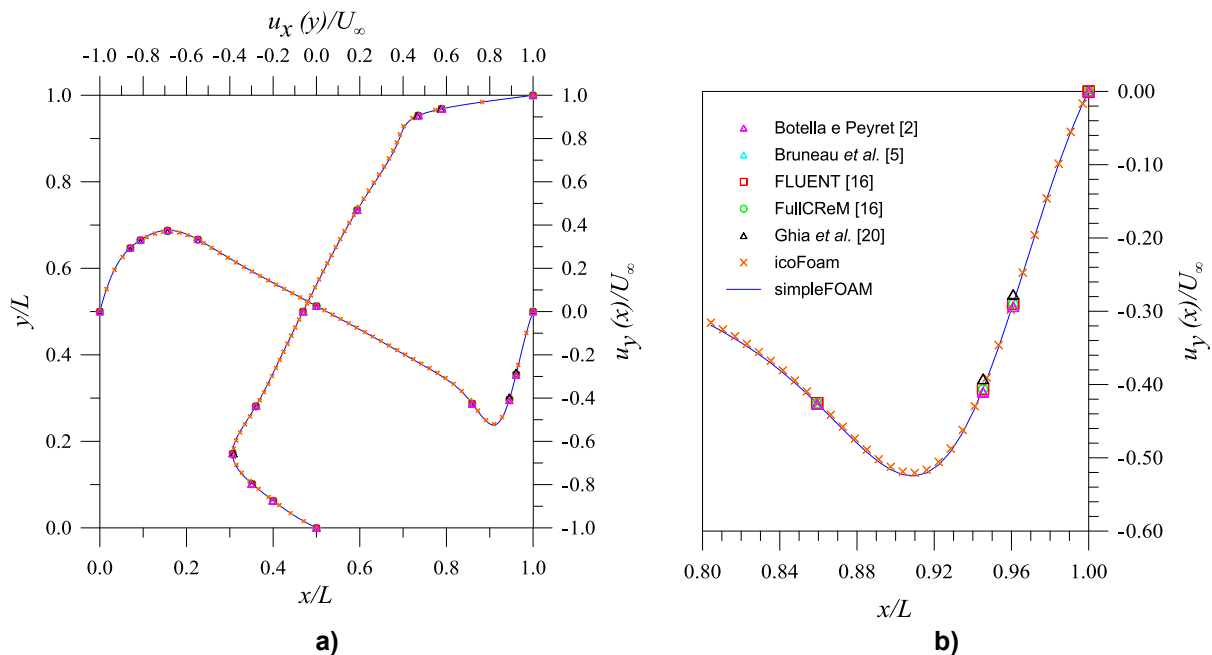 u_x (y)/U_∞
-1.0 -0.8 -0.6 -0.4 -0.2 0.0 0.2 0.4 0.6 0.8 1.0
1.0
0.8
0.6
0.4
0.2
0.0
y/L
1.0
0.8
0.6
0.4
0.2
0.0
-0.2
-0.4
-0.6
-0.8
-1.0
u_y (x)/U_∞
0.0 0.2 0.4 0.6 0.8 1.0
x/L
a)
Botella e Peyret [2]
Bruneau et al. [5]
FLUENT [16]
FullCReM [16]
Ghia et al. [20]
icoFoam
simpleFOAM
0.00
-0.10
-0.20
-0.30
-0.40
-0.50
-0.60
u_y (x)/U_∞
0.80 0.84 0.88 0.92 0.96 1.00
x/L
b)